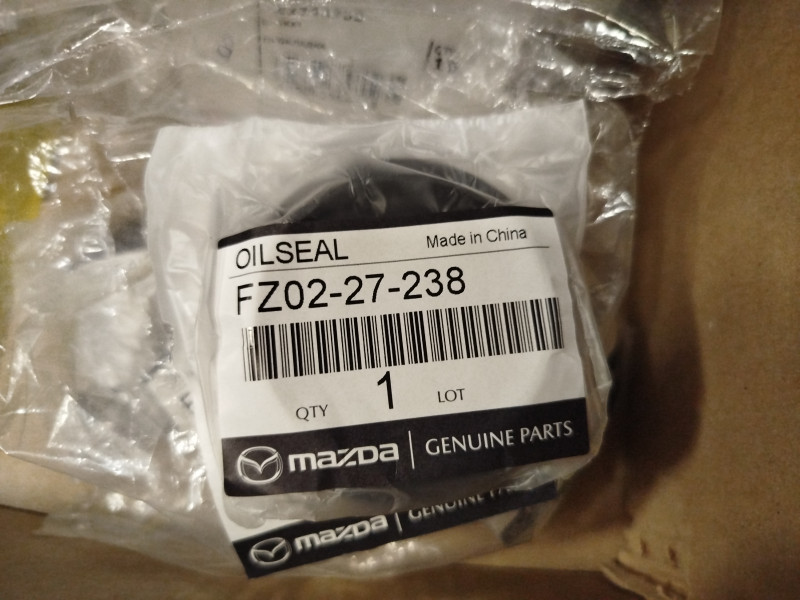 OILSEAL Made in China
FZ02-27-238
QTY 1 LOT
mazda | GENUINE PARTS
mazda | GENUINE